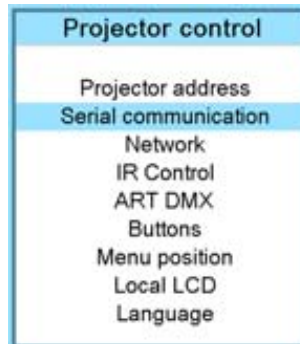 Projector control
Projector address
Serial communication
Network
IR Control
ART DMX
Buttons
Menu position
Local LCD
Language